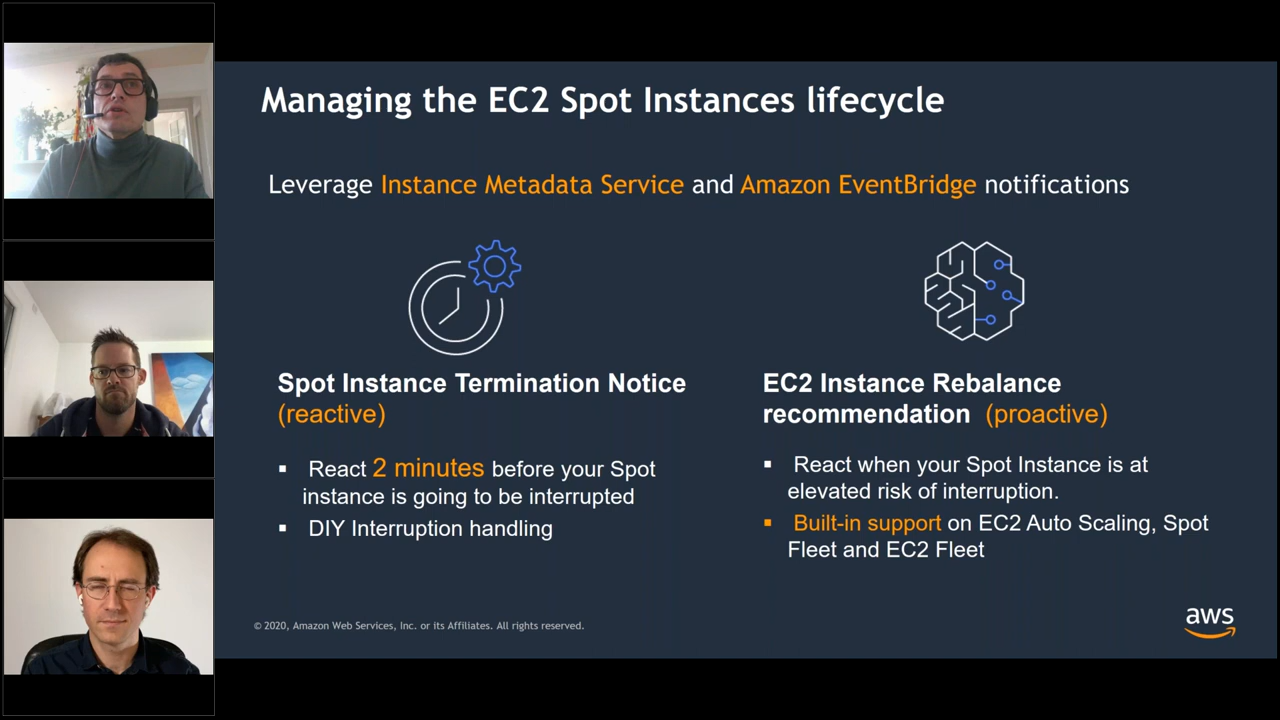 Managing the EC2 Spot Instances lifecycle
Leverage Instance Metadata Service and Amazon EventBridge notifications
Spot Instance Termination Notice
(reactive)
▪ React 2 minutes before your Spot
instance is going to be interrupted
▪ DIY Interruption handling
EC2 Instance Rebalance
recommendation (proactive)
▪ React when your Spot Instance is at
elevated risk of interruption.
▪ Built-in support on EC2 Auto Scaling, Spot
Fleet and EC2 Fleet
© 2020, Amazon Web Services, Inc. or its Affiliates. All rights reserved.
aws